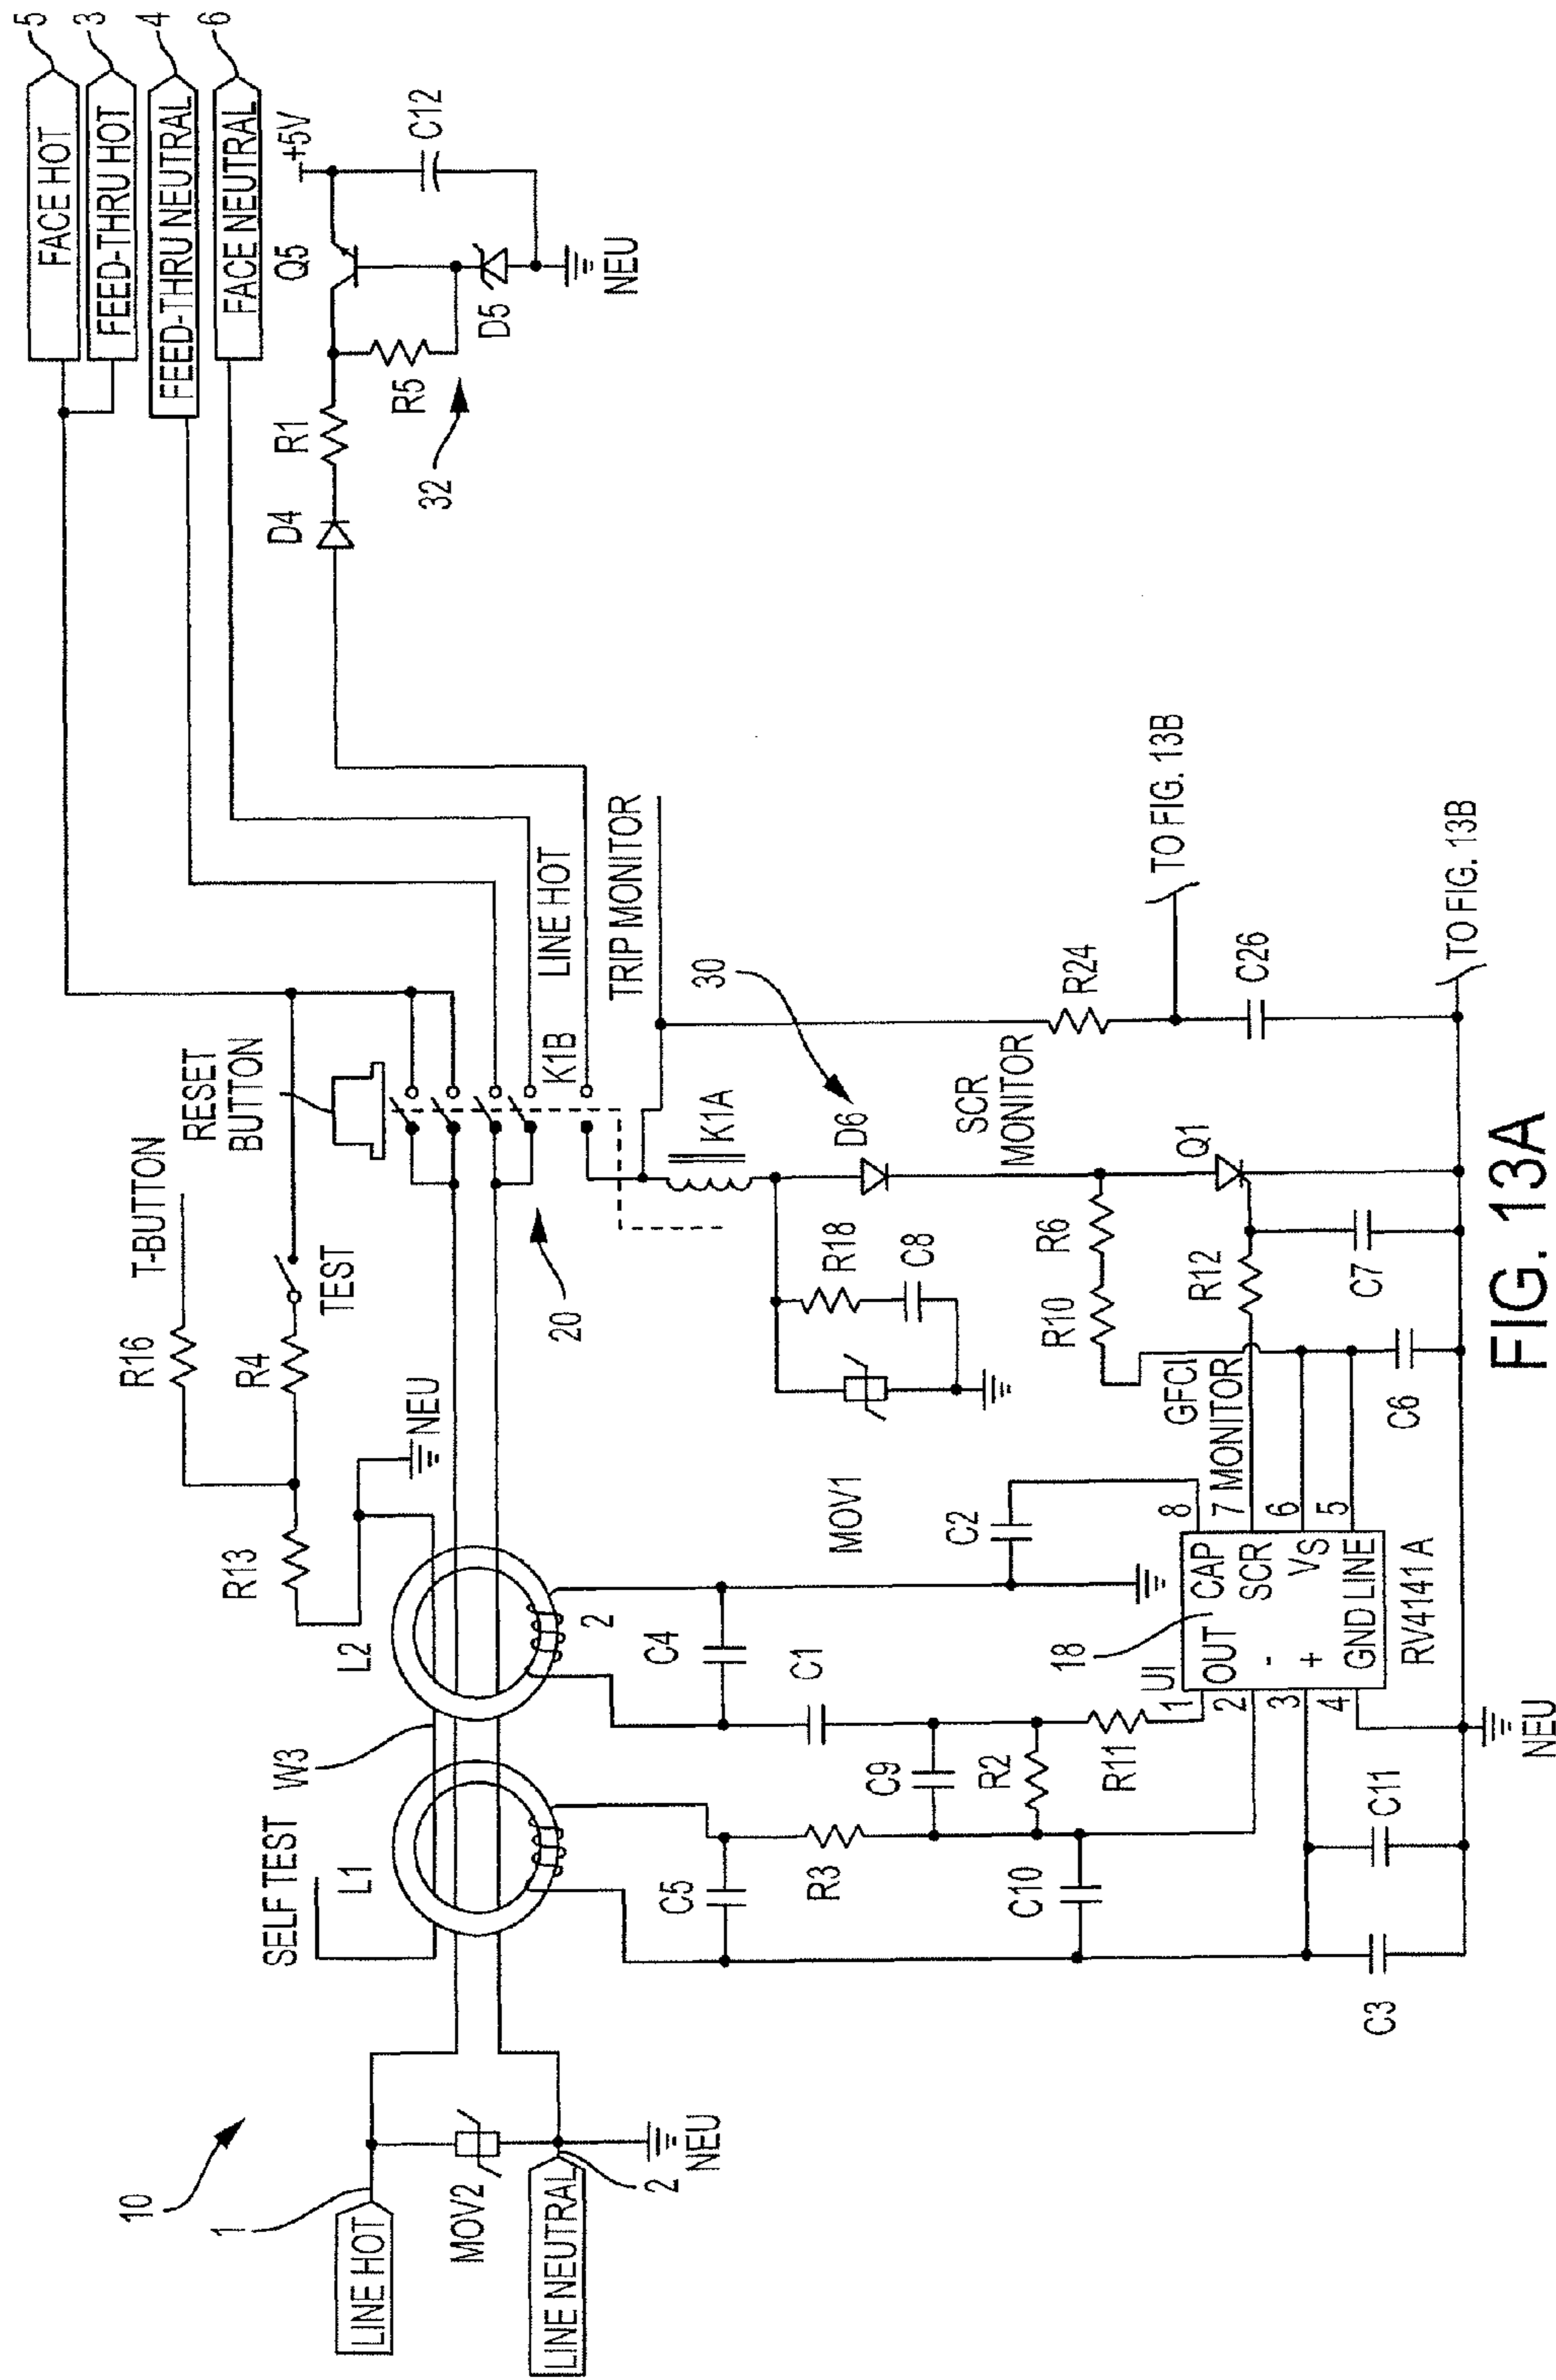 10
1
LINE HOT
MOV2
LINE NEUTRAL
2
NEU
SELF TEST
L1
W3
L2
R13
R16
T-BUTTON
R4
TEST
NEU
RESET
BUTTON
20
K1B
LINE HOT
TRIP MONITOR
K1A
30
D6
5
FACE HOT
3
FEED-THRU HOT
4
FEED-THRU NEUTRAL
6
FACE NEUTRAL
D4
R1
R5
32
Q5
+5V
C12
D5
NEU
C5
R3
C10
C4
2
C1
C9
R2
R11
C2
MOV1
R18
C8
R10
R6
SCR
MONITOR
R24
TO FIG. 13B
C26
TO FIG. 13B
Q1
R12
C7
GFCI
MONITOR
C6
18
UI
1
OUT
CAP
8
2
-
SCR
7
3
+
VS
6
4
GND
LINE
5
RV4141A
C3
C11
NEU
FIG. 13A